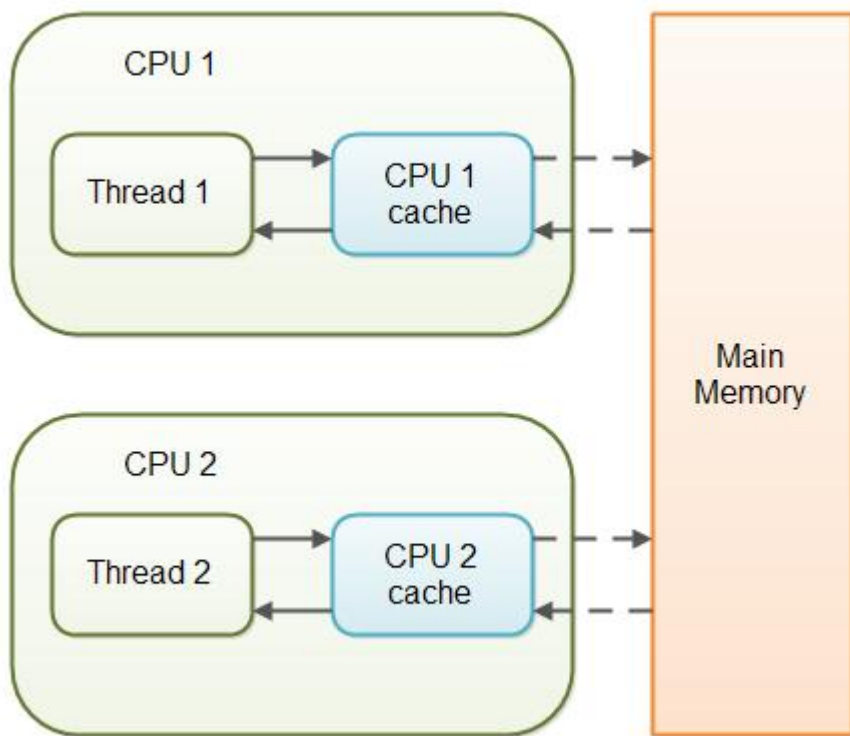 CPU 1
Thread 1
CPU 1
cache
Main
Memory
CPU 2
Thread 2
CPU 2
cache